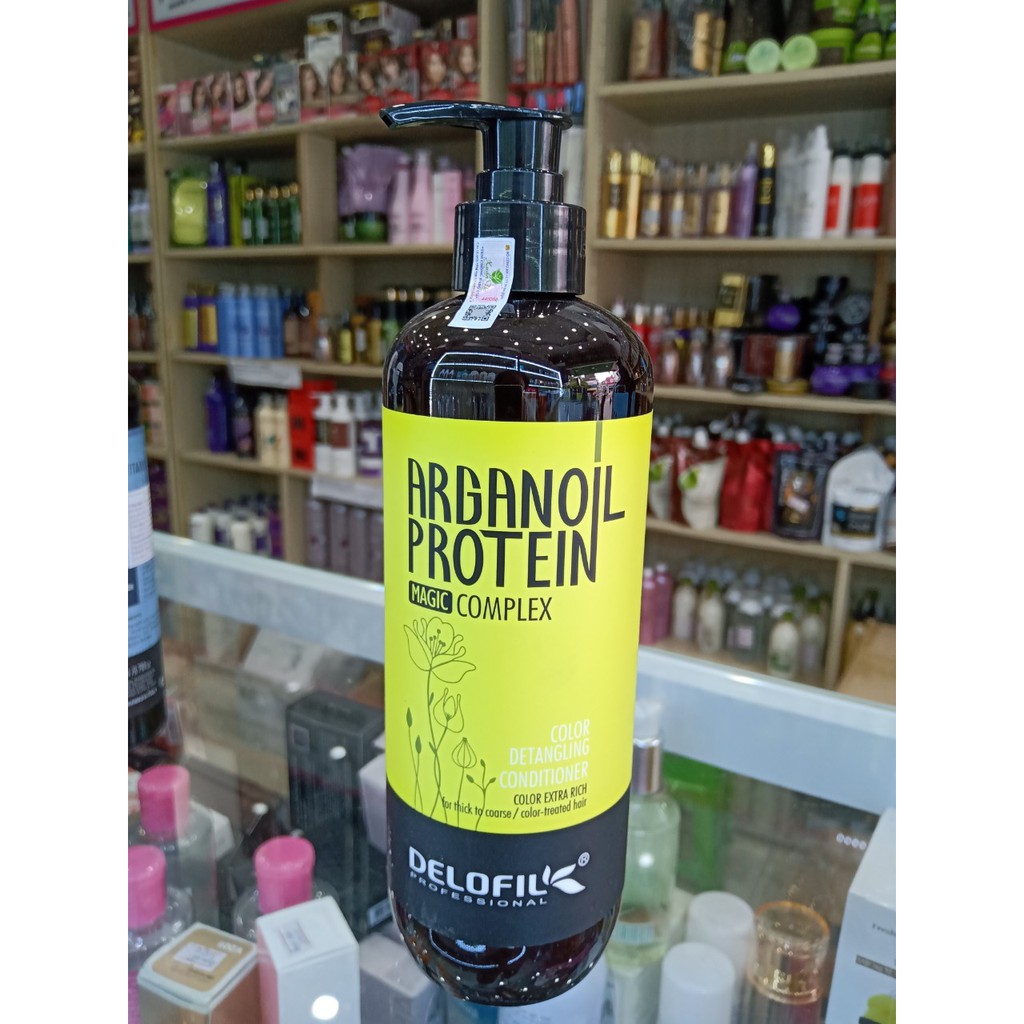 ARGANOIL
PROTEIN
MAGIC COMPLEX
COLOR
DETANGLING
CONDITIONER
COLOR EXTRA RICH
for thick to coarse / color-treated hair
DELOFIL®
PROFESSIONAL